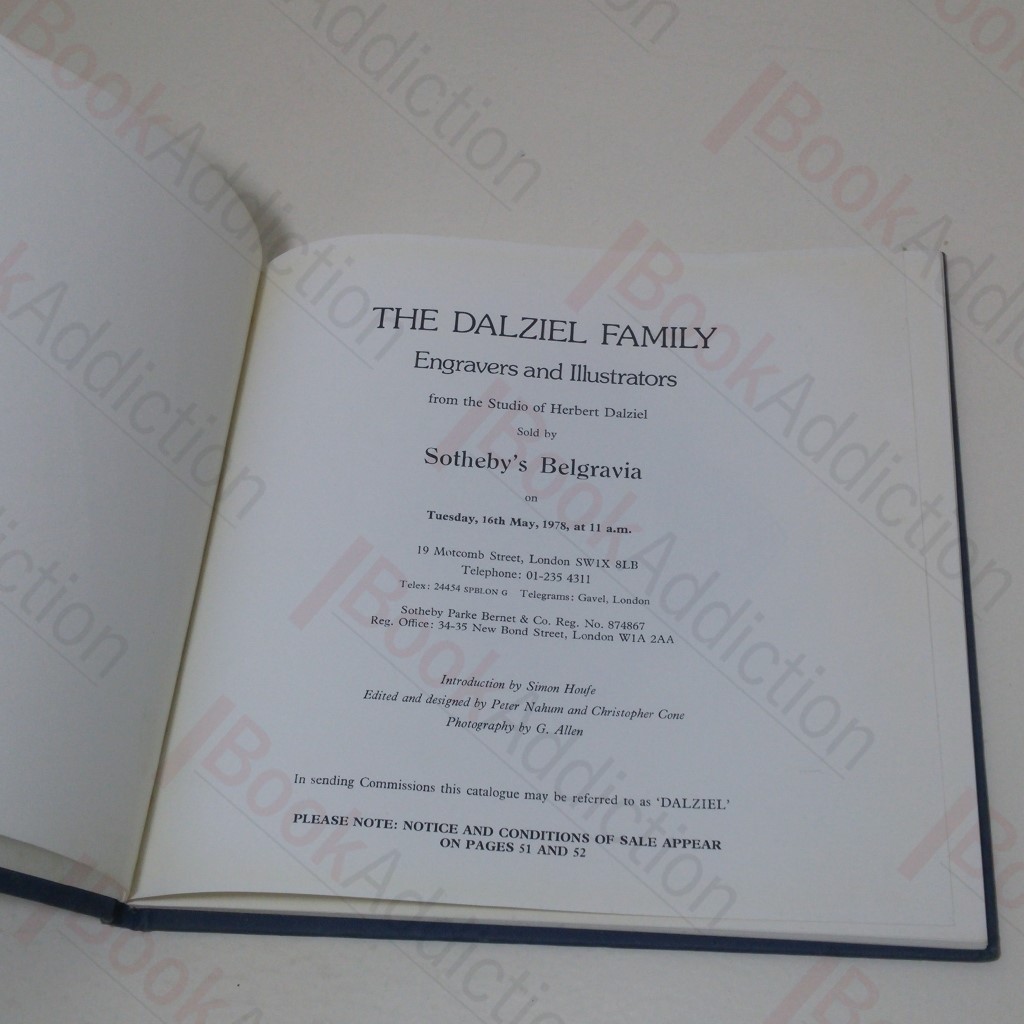 THE DALZIEL FAMILY
Engravers and Illustrators
from the Studio of Herbert Dalziel
Sold by
Sotheby's Belgravia
on
Tuesday, 16th May, 1978, at 11 a.m.
19 Motcomb Street, London SW1X 8LB
Telephone: 01-235 4311
Telex: 24454 SPBLON G Telegrams: Gavel, London
Sotheby Parke Bernet & Co. Reg. No. 874867
Reg. Office: 34-35 New Bond Street, London W1A 2AA
Introduction by Simon Houfe
Edited and designed by Peter Nahum and Christopher Cone
Photography by G. Allen
In sending Commissions this catalogue may be referred to as 'DALZIEL'
PLEASE NOTE: NOTICE AND CONDITIONS OF SALE APPEAR
ON PAGES 51 AND 52
BookAddiction